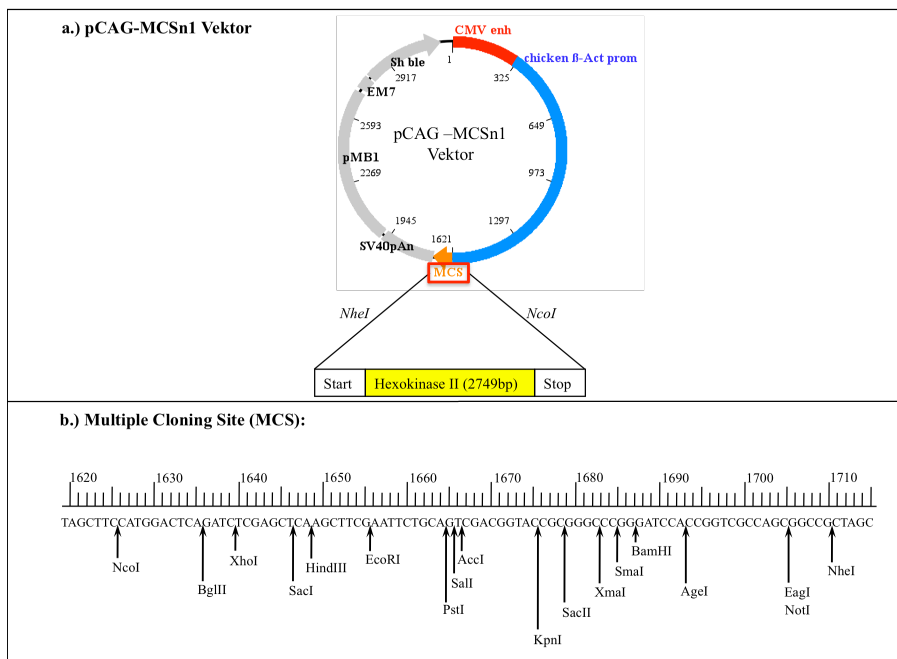 a.) pCAG-MCSn1 Vektor
CMV enh
chicken ß-Act prom
Sh ble
1
325
2917
EM7
2593
649
pCAG –MCSn1
Vektor
pMB1
2269
973
1945
1621
1297
SV40pAn
MCS
NheI
NcoI
Start
Hexokinase II (2749bp)
Stop
b.) Multiple Cloning Site (MCS):
1620 1630 1640 1650 1660 1670 1680 1690 1700 1710
TAGCTTCCATGGACTCAGATCTCGAGCTCAAGCTTCGAATTCTGCAGTCGACGGTACCGCGGGCCCGGGATCCACCGGTCGCCAGCGGCCGCTAGC
NcoI
BglII
XhoI
SacI
HindIII
EcoRI
PstI
SalI
AccI
KpnI
SacII
XmaI
SmaI
BamHI
AgeI
EagI
NotI
NheI